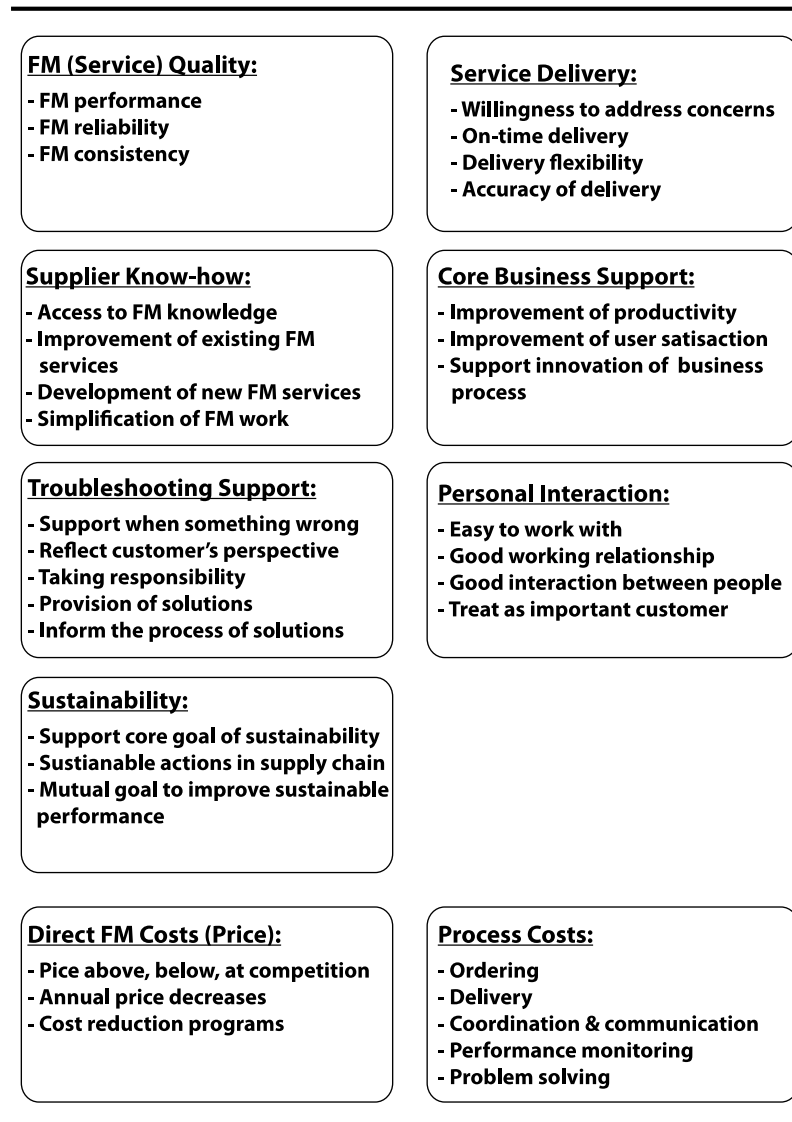 FM (Service) Quality:
- FM performance
- FM reliability
- FM consistency
Service Delivery:
- Willingness to address concerns
- On-time delivery
- Delivery flexibility
- Accuracy of delivery
Supplier Know-how:
- Access to FM knowledge
- Improvement of existing FM
services
- Development of new FM services
- Simplification of FM work
Core Business Support:
- Improvement of productivity
- Improvement of user satisaction
- Support innovation of business
process
Troubleshooting Support:
- Support when something wrong
- Reflect customer's perspective
- Taking responsibility
- Provision of solutions
- Inform the process of solutions
Personal Interaction:
- Easy to work with
- Good working relationship
- Good interaction between people
- Treat as important customer
Sustainability:
- Support core goal of sustainability
- Sustianable actions in supply chain
- Mutual goal to improve sustainable
performance
Direct FM Costs (Price):
- Pice above, below, at competition
- Annual price decreases
- Cost reduction programs
Process Costs:
- Ordering
- Delivery
- Coordination & communication
- Performance monitoring
- Problem solving